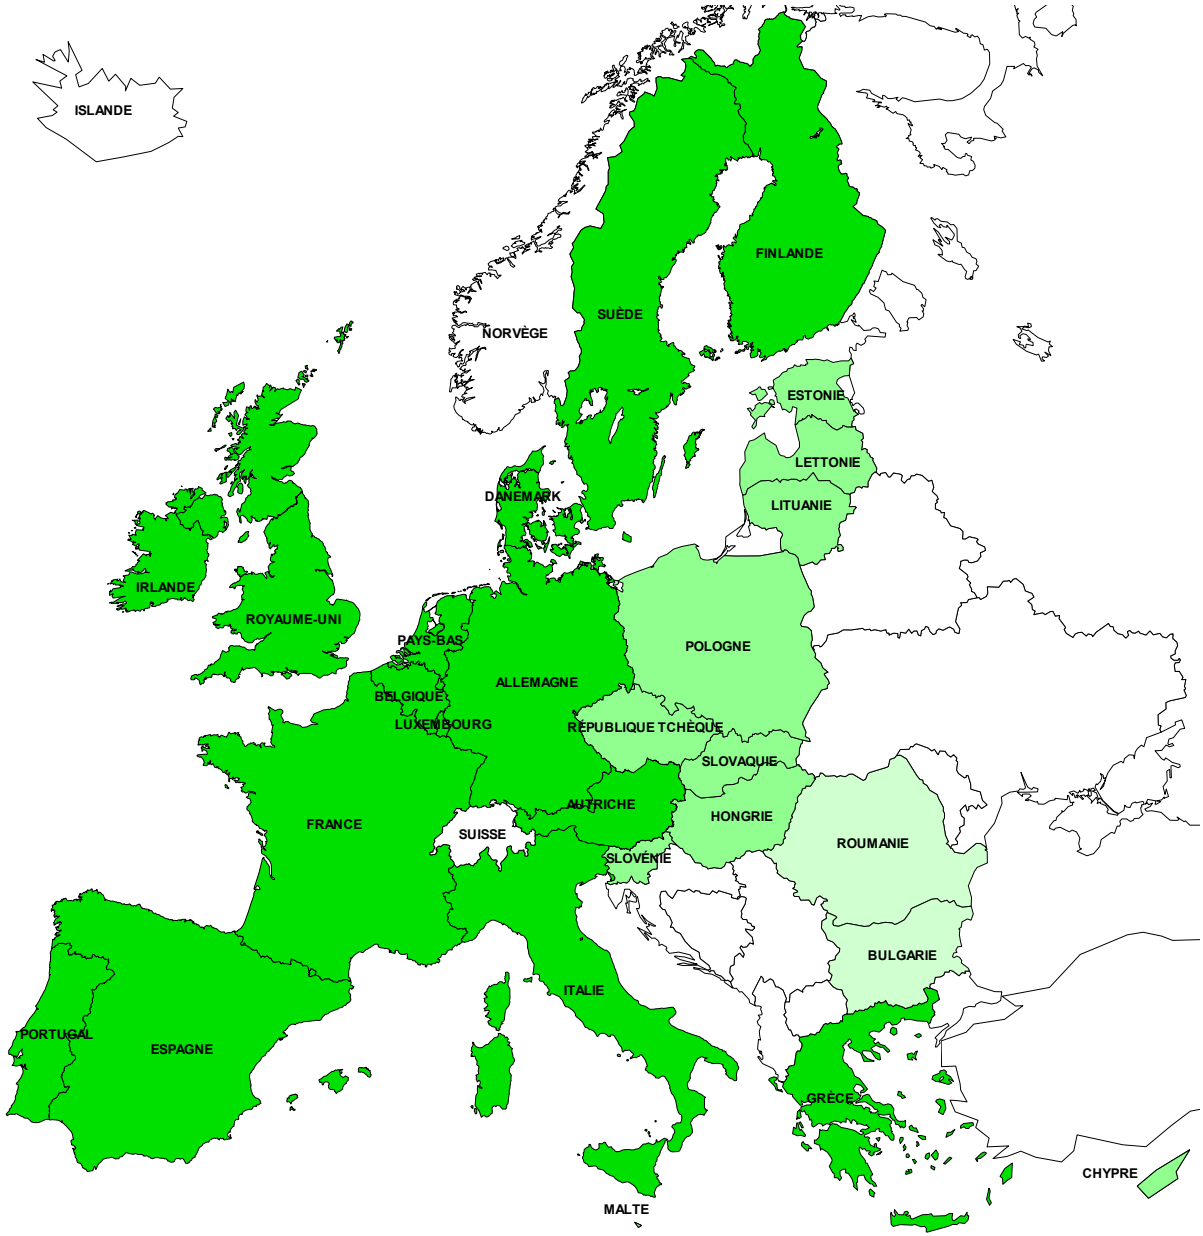 ISLANDE
FINLANDE
SUÈDE
NORVÈGE
ESTONIE
LETTONIE
DANEMARK
LITUANIE
IRLANDE
ROYAUME-UNI
PAYS-BAS
POLOGNE
ALLEMAGNE
BELGIQUE
LUXEMBOURG
RÉPUBLIQUE TCHÈQUE
SLOVAQUIE
AUTRICHE
HONGRIE
FRANCE
SUISSE
ROUMANIE
SLOVÉNIE
BULGARIE
ITALIE
PORTUGAL
ESPAGNE
GRÈCE
CHYPRE
MALTE